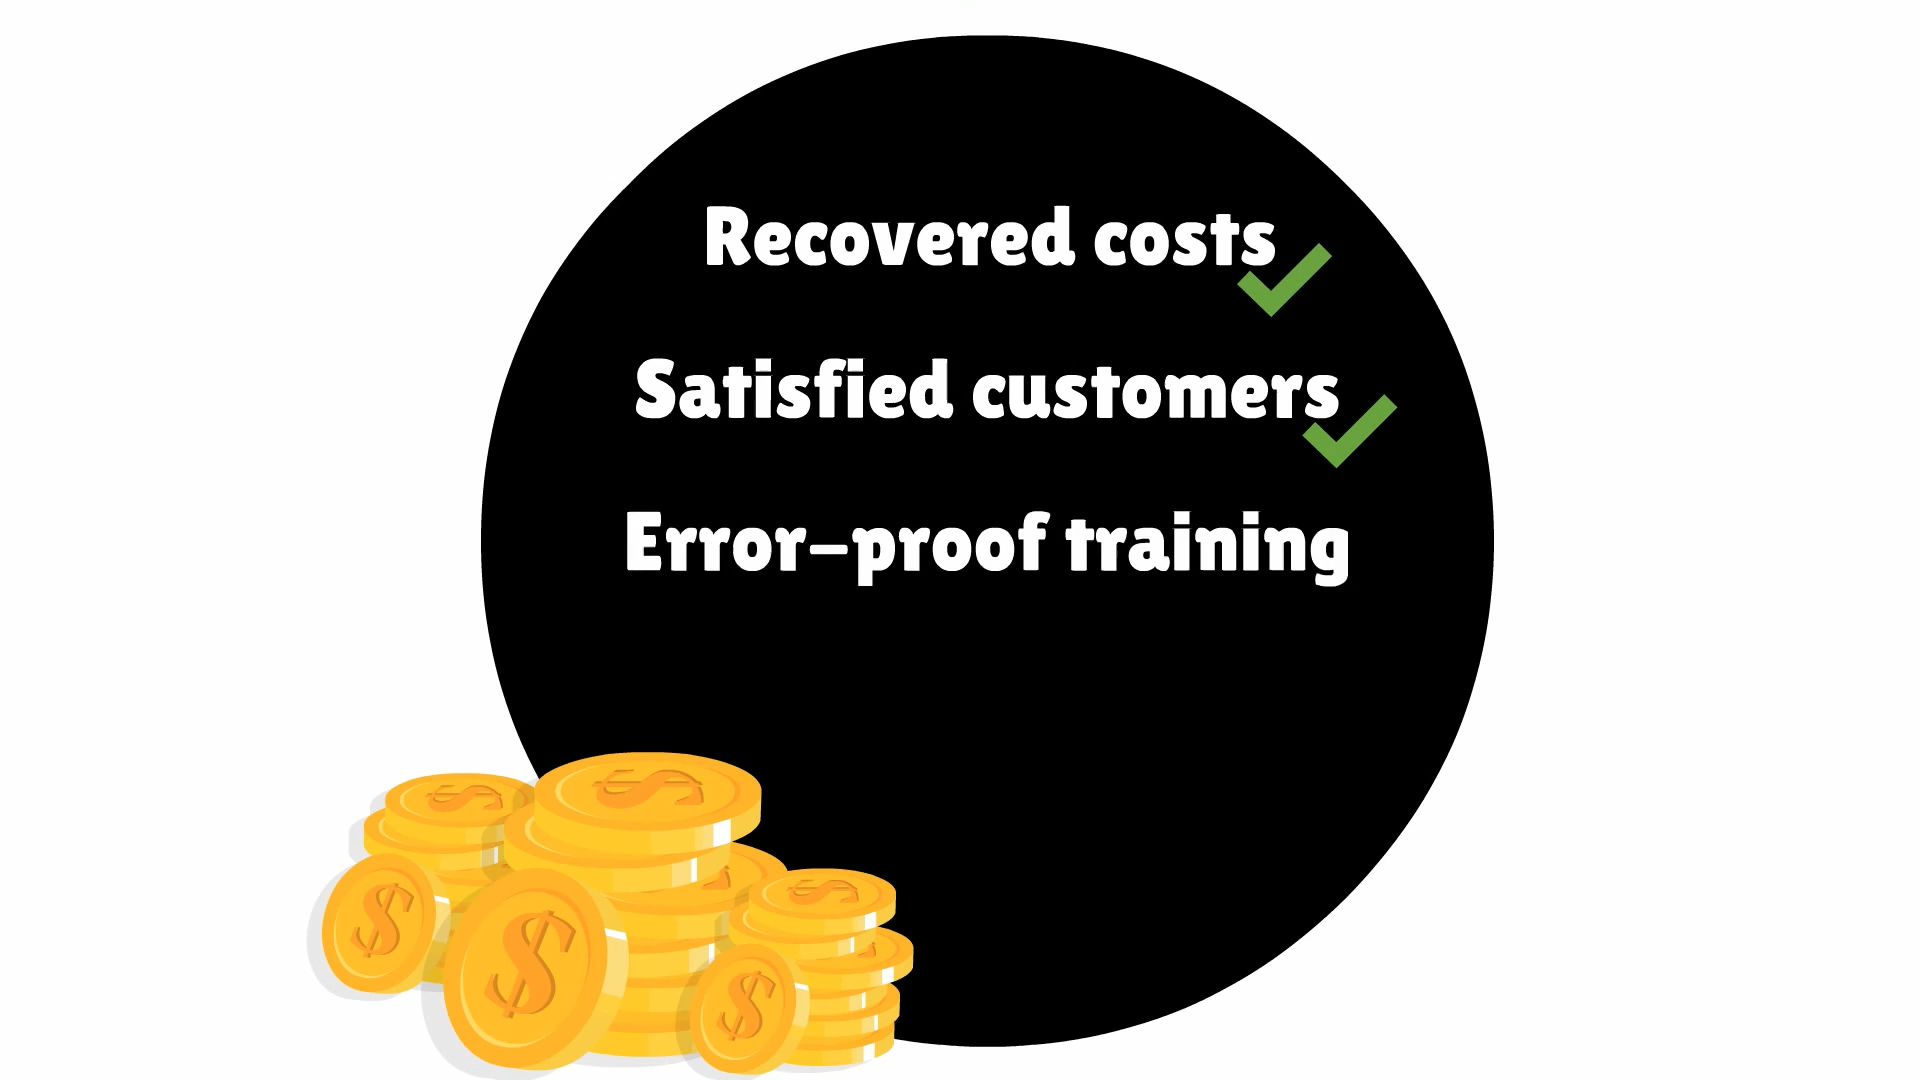 Recovered costs
Satisfied customers
Error-proof training
$
$
$
$
$
$